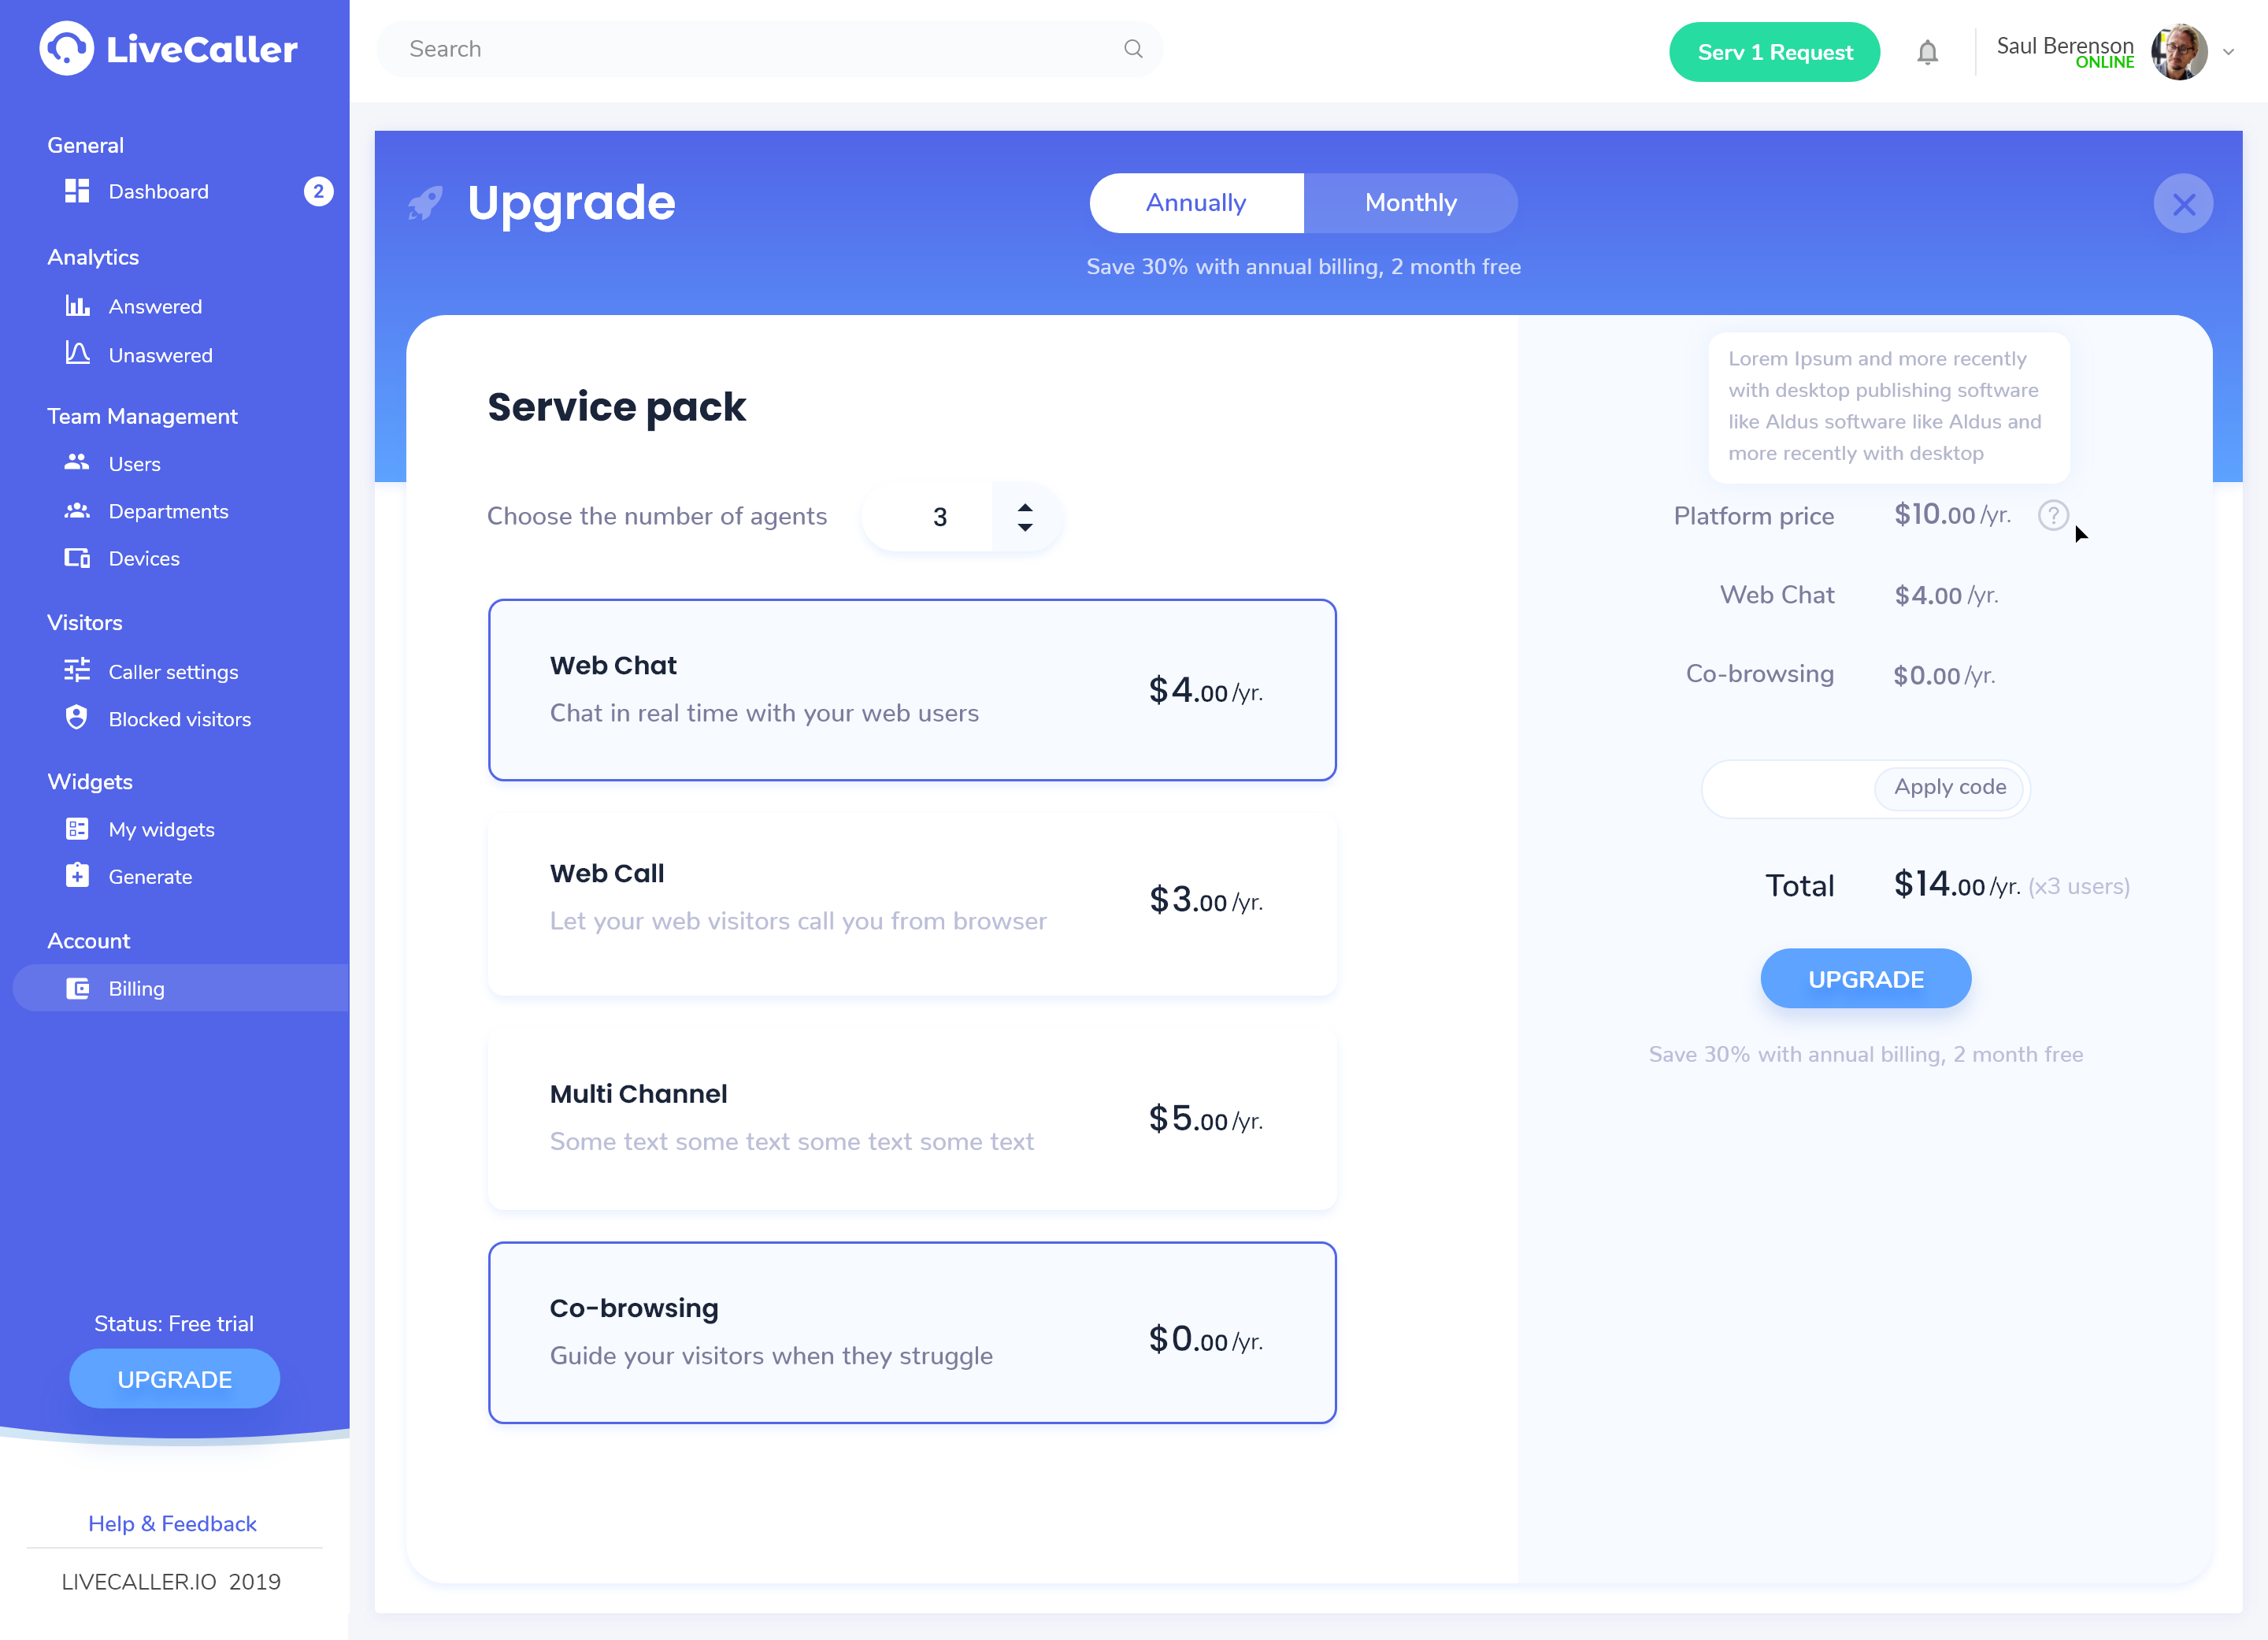 LiveCaller
Search
Serv 1 Request
Saul Berenson
ONLINE
General
Dashboard
2
Analytics
Answered
Unaswered
Team Management
Users
Departments
Devices
Visitors
Caller settings
Blocked visitors
Widgets
My widgets
Generate
Account
Billing
Status: Free trial
UPGRADE
Help & Feedback
LIVECALLER.IO 2019
Upgrade
Annually
Monthly
Save 30% with annual billing, 2 month free
Service pack
Choose the number of agents
3
Web Chat
Chat in real time with your web users
$4.00 /yr.
Web Call
Let your web visitors call you from browser
$3.00 /yr.
Multi Channel
Some text some text some text some text
$5.00 /yr.
Co-browsing
Guide your visitors when they struggle
$0.00 /yr.
Lorem Ipsum and more recently
with desktop publishing software
like Aldus software like Aldus and
more recently with desktop
Platform price $10.00 /yr. ?
Web Chat $4.00 /yr.
Co-browsing $0.00 /yr.
Apply code
Total $14.00 /yr. (x3 users)
UPGRADE
Save 30% with annual billing, 2 month free